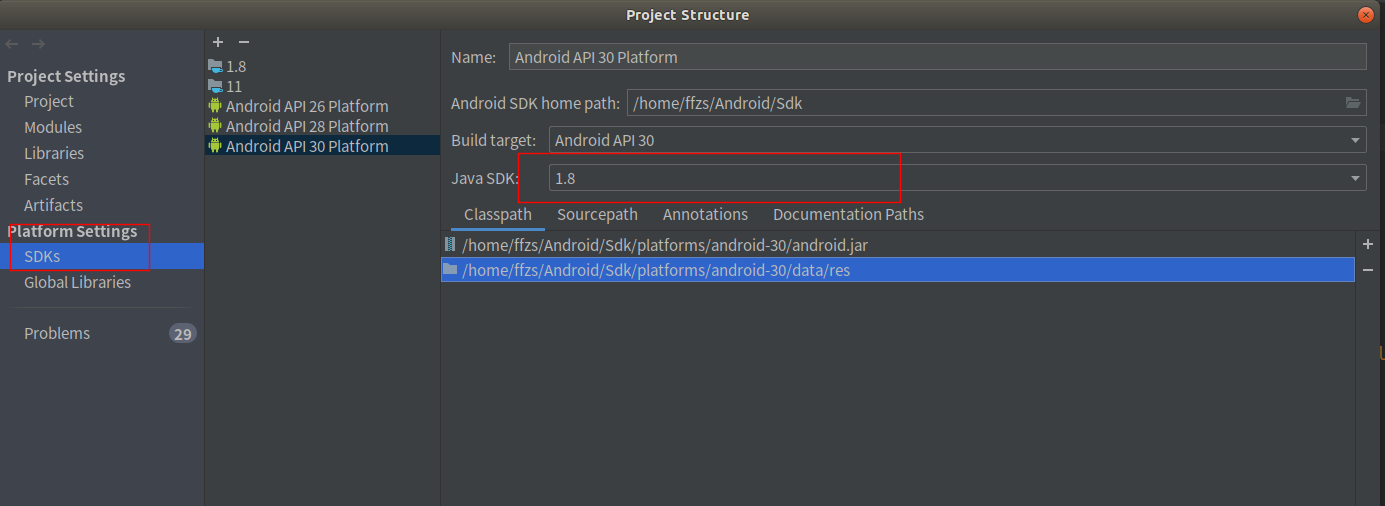 Project Structure
Project Settings
Project
Modules
Libraries
Facets
Artifacts
Platform Settings
SDKs
Global Libraries
Problems
29
1.8
11
Android API 26 Platform
Android API 28 Platform
Android API 30 Platform
Name: Android API 30 Platform
Android SDK home path: /home/ffzs/Android/Sdk
Build target: Android API 30
Java SDK: 1.8
Classpath Sourcepath Annotations Documentation Paths
/home/ffzs/Android/Sdk/platforms/android-30/android.jar
/home/ffzs/Android/Sdk/platforms/android-30/data/res